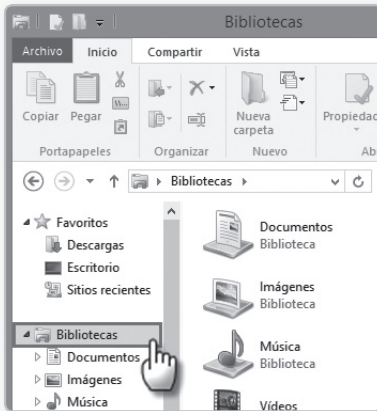 Bibliotecas
Archivo Inicio Compartir Vista
Copiar Pegar Nueva carpeta Propiedad
Portapapeles Organizar Nuevo Ab
Bibliotecas
Favoritos
Descargas
Escritorio
Sitios recientes
Bibliotecas
Documentos
Imágenes
Música
Documentos
Biblioteca
Imágenes
Biblioteca
Música
Biblioteca
Vídeos